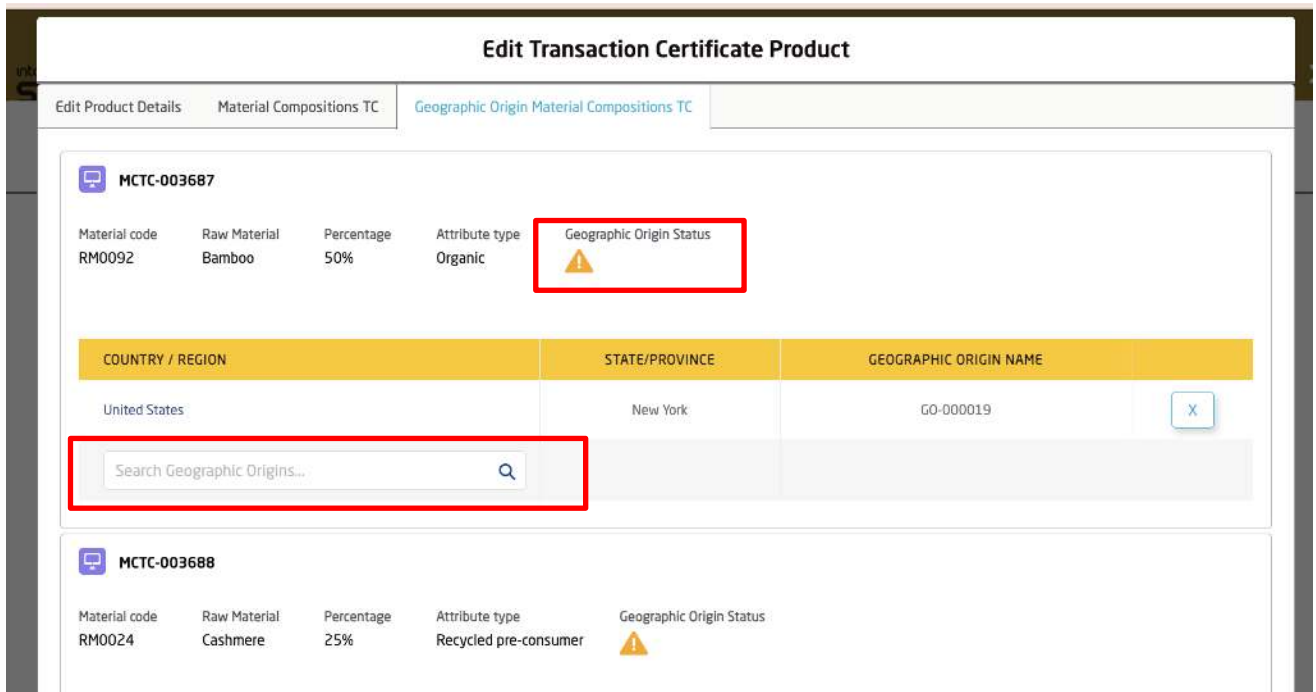 Edit Transaction Certificate Product
Edit Product Details Material Compositions TC Geographic Origin Material Compositions TC
MCTC-003687
Material code Raw Material Percentage Attribute type Geographic Origin Status
RM0092 Bamboo 50% Organic
COUNTRY / REGION STATE/PROVINCE GEOGRAPHIC ORIGIN NAME
United States New York GO-000019 X
Search Geographic Origins...
MCTC-003688
Material code Raw Material Percentage Attribute type Geographic Origin Status
RM0024 Cashmere 25% Recycled pre-consumer